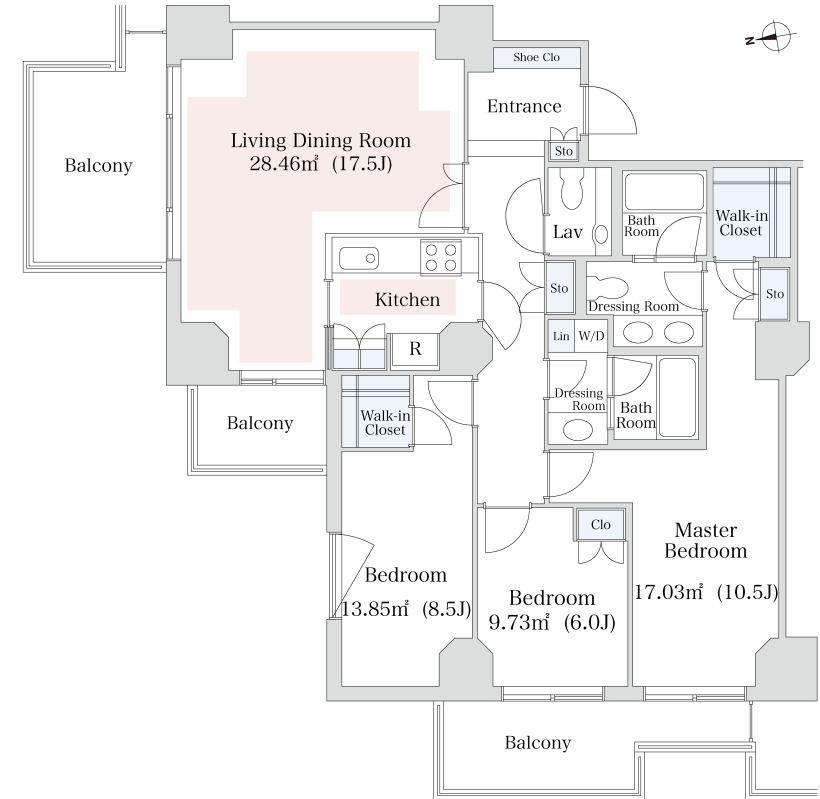 N
Shoe Clo
Entrance
Living Dining Room
28.46㎡ (17.5J)
Sto
Balcony
Lav
Bath
Room
Walk-in
Closet
Kitchen
Sto
Dressing Room
Sto
R
Lin
W/D
Walk-in
Closet
Dressing
Room
Bath
Room
Balcony
Clo
Master
Bedroom
17.03㎡ (10.5J)
Bedroom
13.85㎡ (8.5J)
Bedroom
9.73㎡ (6.0J)
Balcony